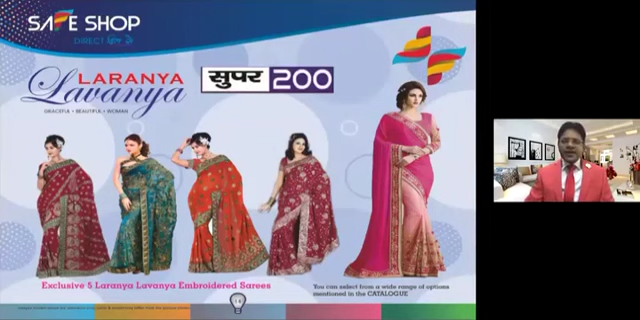 SAFE SHOP
DIRECT
LARANYA
Lavanya
GRACEFUL • BEAUTIFUL • WOMAN
सुपर 200
Exclusive 5 Laranya Lavanya Embroidered Sarees
You can select from a wide range of options
mentioned in the CATALOGUE